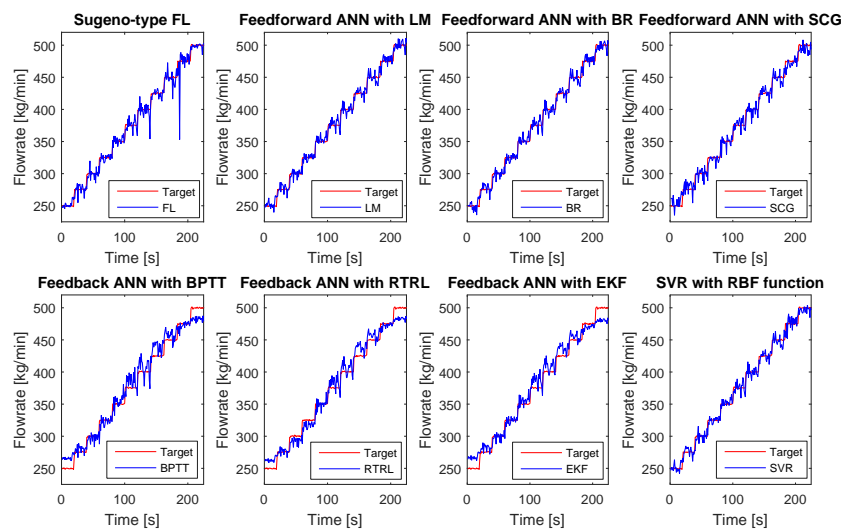 Sugeno-type FL
Feedforward ANN with LM
Feedforward ANN with BR
Feedforward ANN with SCG
500
450
400
350
300
250
Flowrate [kg/min]
Target
FL
0 100 200
Time [s]
500
450
400
350
300
250
Flowrate [kg/min]
Target
LM
0 100 200
Time [s]
500
450
400
350
300
250
Flowrate [kg/min]
Target
BR
0 100 200
Time [s]
500
450
400
350
300
250
Flowrate [kg/min]
Target
SCG
0 100 200
Time [s]
Feedback ANN with BPTT
Feedback ANN with RTRL
Feedback ANN with EKF
SVR with RBF function
500
450
400
350
300
250
Flowrate [kg/min]
Target
BPTT
0 100 200
Time [s]
500
450
400
350
300
250
Flowrate [kg/min]
Target
RTRL
0 100 200
Time [s]
500
450
400
350
300
250
Flowrate [kg/min]
Target
EKF
0 100 200
Time [s]
500
450
400
350
300
250
Flowrate [kg/min]
Target
SVR
0 100 200
Time [s]